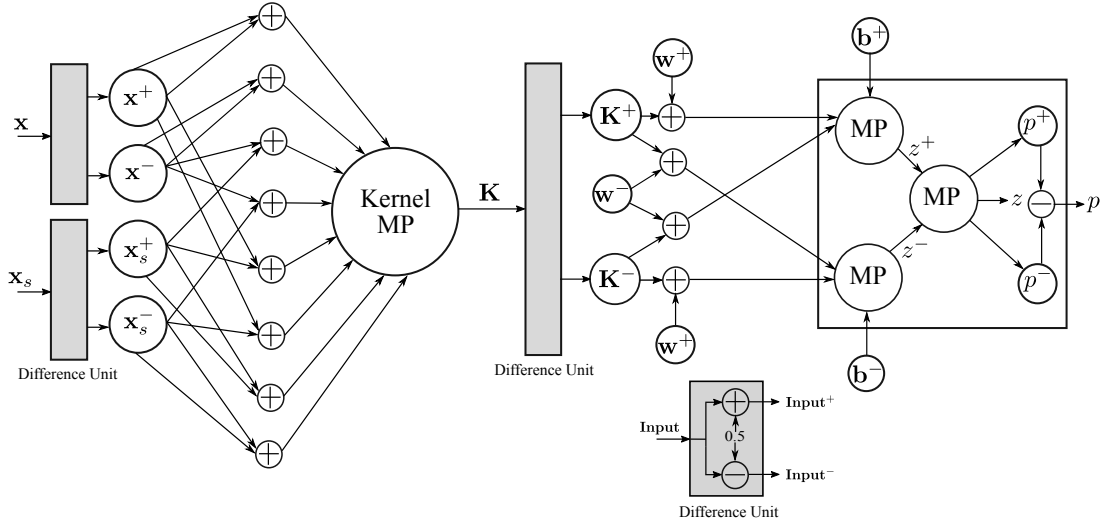 x
x⁺
x⁻
xₛ
xₛ⁺
xₛ⁻
Difference Unit
+
+
+
+
+
+
+
+
Kernel
MP
K
Difference Unit
K⁺
K⁻
w⁺
+
w⁻
+
+
+
w⁺
b⁺
MP
z⁺
MP
z
z⁻
MP
b⁻
p⁺
−
p
p⁻
Input
+
0.5
−
Input⁺
Input⁻
Difference Unit